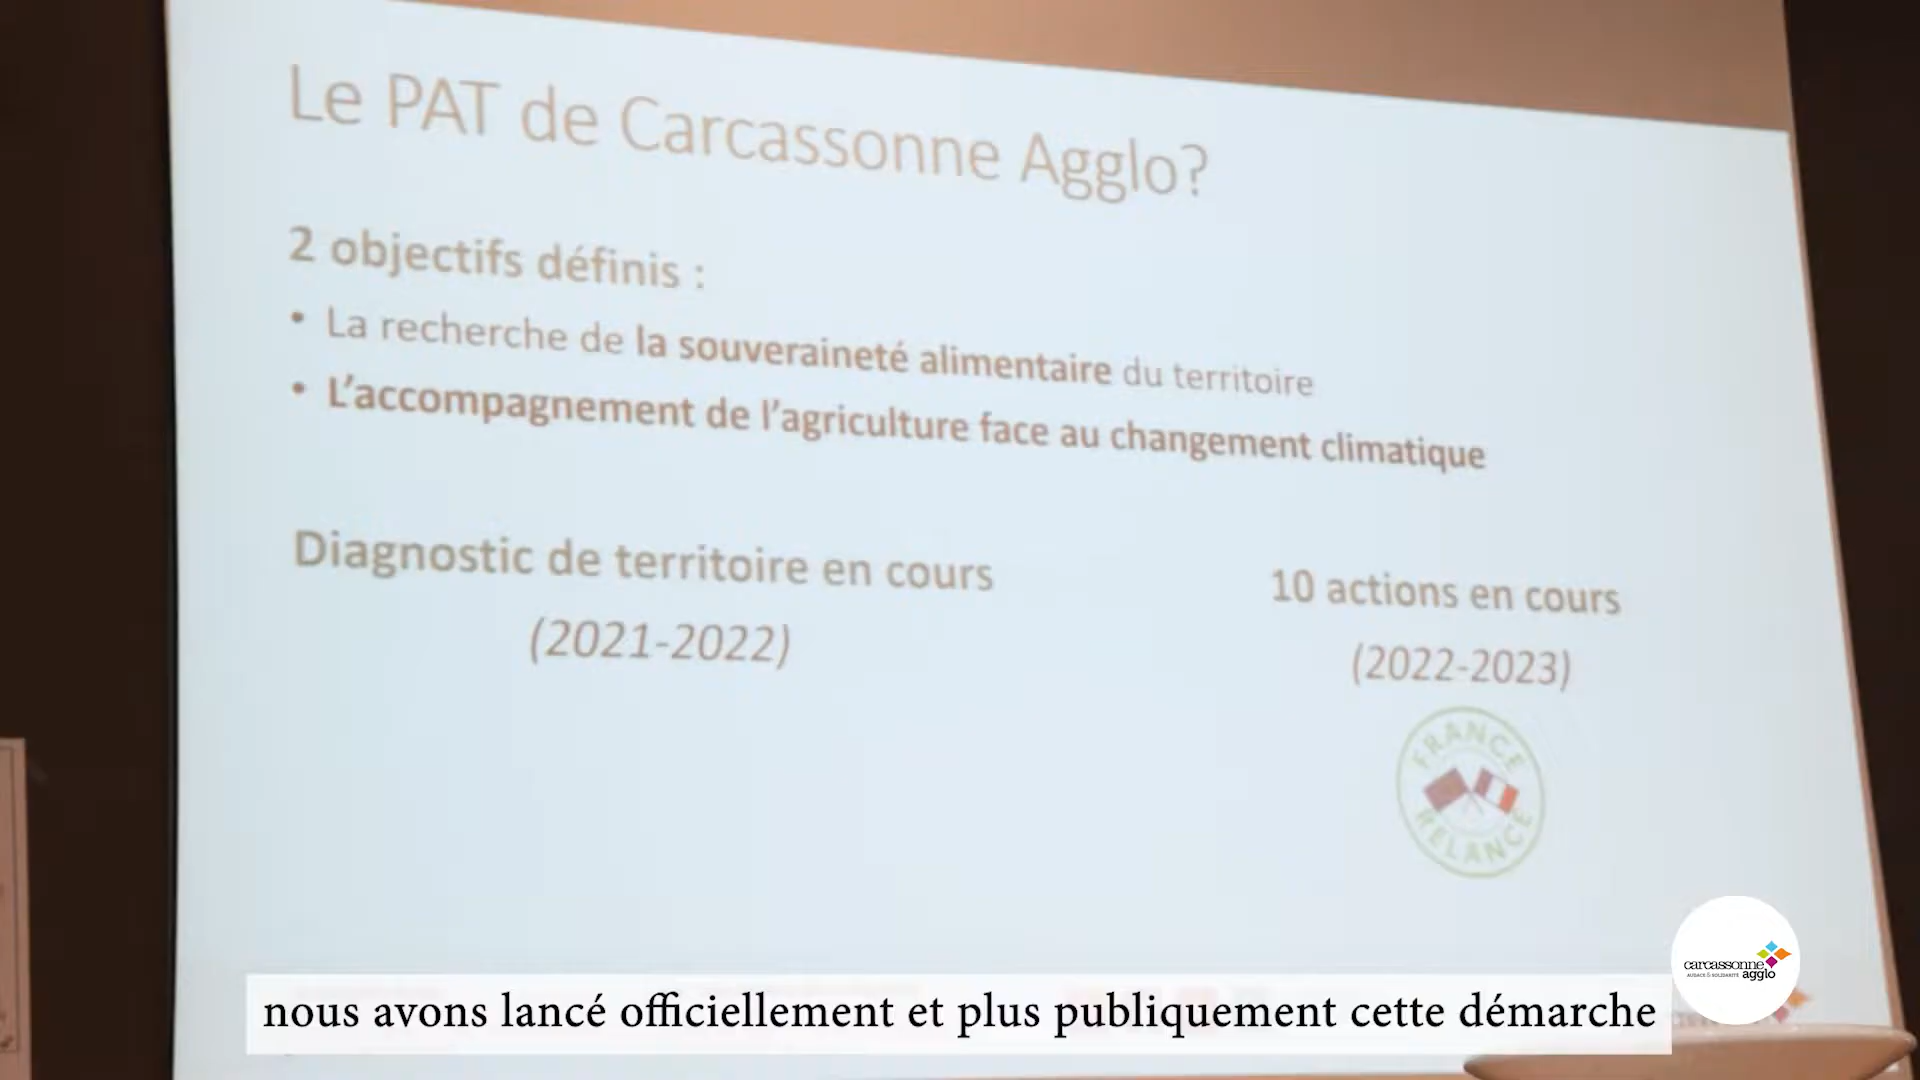 Le PAT de Carcassonne Agglo?
2 objectifs définis :
• La recherche de la souveraineté alimentaire du territoire
• L'accompagnement de l'agriculture face au changement climatique
Diagnostic de territoire en cours
(2021-2022)
10 actions en cours
(2022-2023)
FRANCE
RELANCE
carcassonne
AUDACE & SOLIDARITÉ agglo
nous avons lancé officiellement et plus publiquement cette démarche